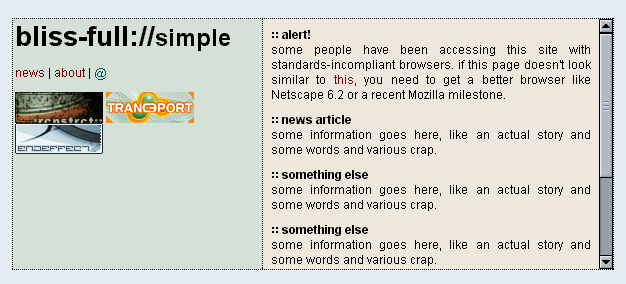 bliss-full://simple
news | about | @
TRANSPORT
ENDEFFECT
:: alert!
some people have been accessing this site with
standards-incompliant browsers. if this page doesn't look
similar to this, you need to get a better browser like
Netscape 6.2 or a recent Mozilla milestone.
:: news article
some information goes here, like an actual story and
some words and various crap.
:: something else
some information goes here, like an actual story and
some words and various crap.
:: something else
some information goes here, like an actual story and
some words and various crap.